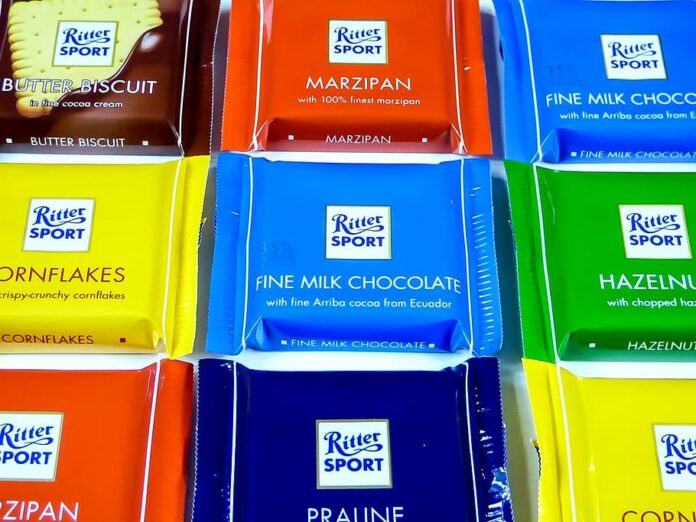 Ritter
SPORT
BUTTER BISCUIT
in fine cocoa cream
BUTTER BISCUIT
Ritter
SPORT
MARZIPAN
with 100% finest marzipan
MARZIPAN
Ritter
SPORT
35%
FINE MILK CHOCO
with fine Arriba cocoa from E
FINE MILK CHOCOLA
Ritter
SPORT
ORNFLAKES
crispy-crunchy cornflakes
CORNFLAKES
Ritter
SPORT
35%
FINE MILK CHOCOLATE
with fine Arriba cocoa from Ecuador
FINE MILK CHOCOLATE
Ritter
SPORT
HAZELNU
with chopped haz
HAZELNUT
Ritter
SPORT
RZIPAN
Ritter
SPORT
PRALINE
Ritter
SPORT
CORN